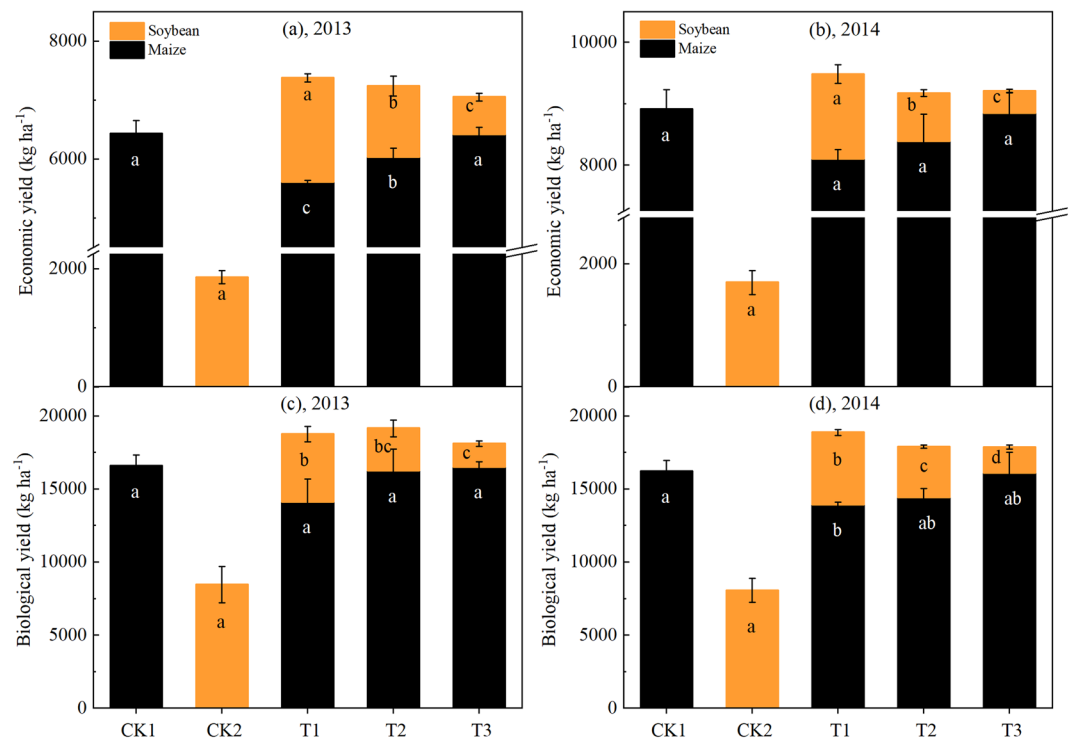 Soybean
Maize
(a), 2013
Economic yield (kg ha⁻¹)
8000
6000
2000
0
a
a
a
c
b
b
c
a
Soybean
Maize
(b), 2014
Economic yield (kg ha⁻¹)
10000
8000
2000
0
a
a
a
a
b
a
c
a
(c), 2013
Biological yield (kg ha⁻¹)
20000
15000
10000
5000
0
a
a
b
a
bc
a
c
a
CK1 CK2 T1 T2 T3
(d), 2014
Biological yield (kg ha⁻¹)
20000
15000
10000
5000
0
a
a
b
b
c
ab
d
ab
CK1 CK2 T1 T2 T3